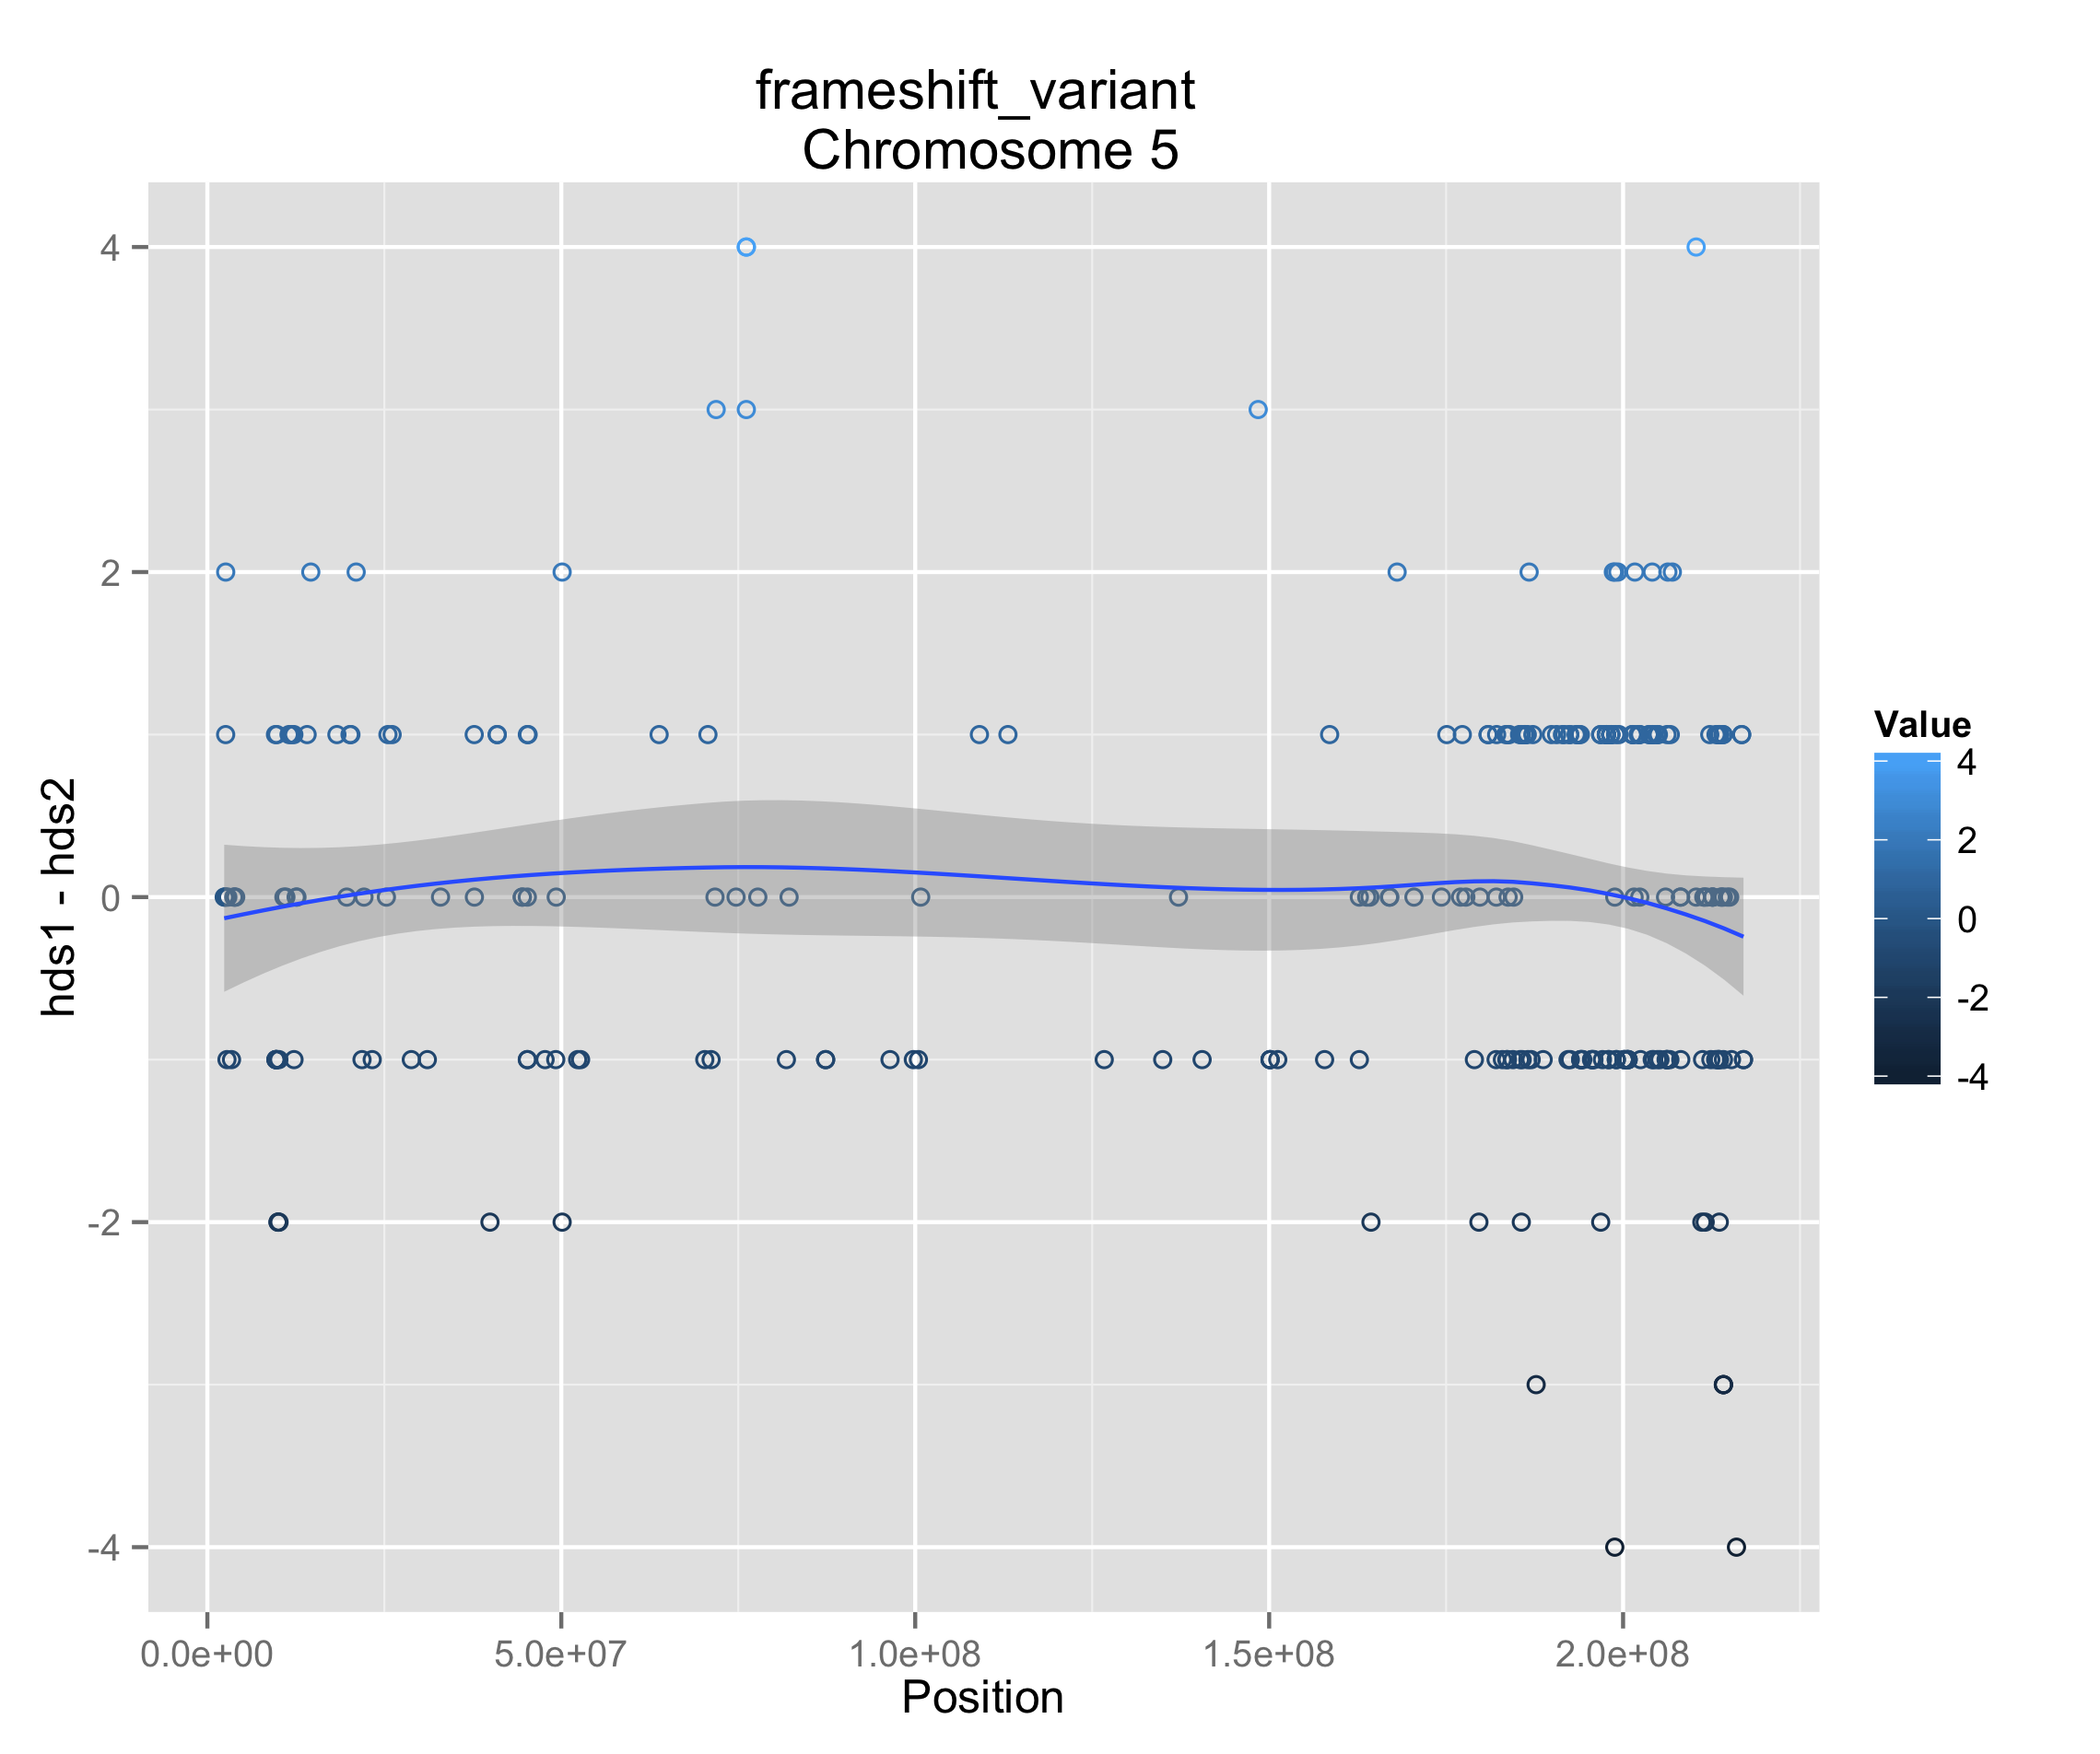 frameshift_variant
Chromosome 5
hds1 - hds2
4
2
0
-2
-4
0.0e+00
5.0e+07
1.0e+08
1.5e+08
2.0e+08
Position
Value
4
2
0
-2
-4